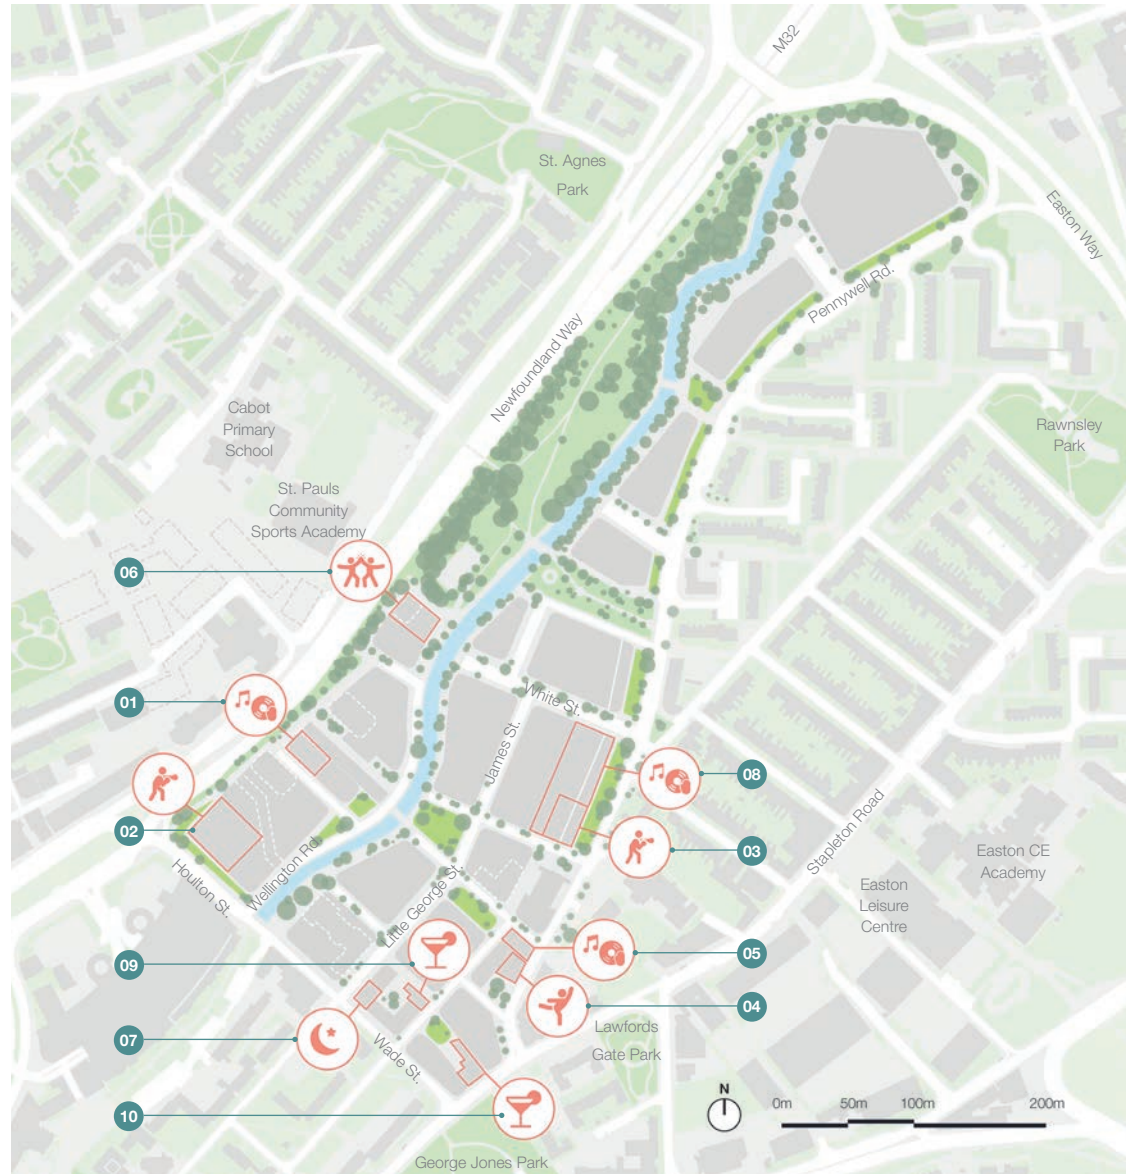 M32
St. Agnes
Park
Easton Way
Pennywell Rd.
Newfoundland Way
Cabot
Primary
School
Rawnsley
Park
St. Pauls
Community
Sports Academy
06
01
White St.
James St.
08
02
03
Stapleton Road
Houlton St.
Wellington Rd.
Easton CE
Academy
Easton
Leisure
Centre
Little George St.
09
05
04
07
Lawfords
Gate Park
Wade St.
10
N
0m 50m 100m 200m
George Jones Park